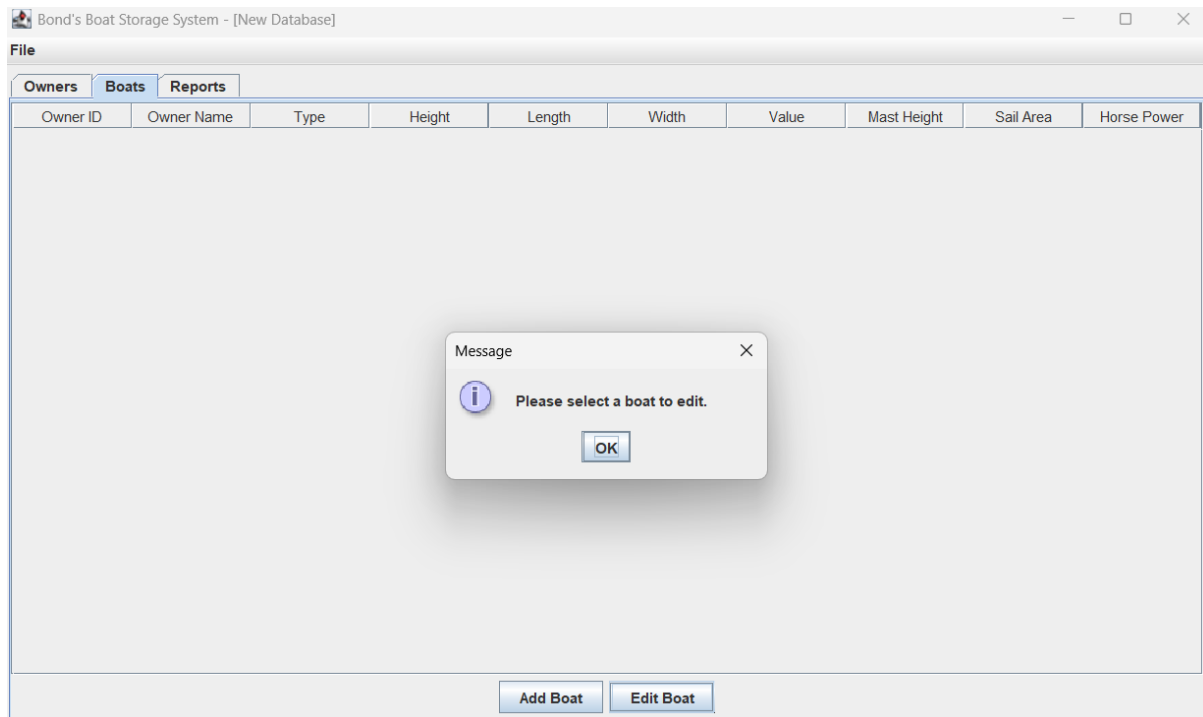 Bond's Boat Storage System - [New Database]
File
Owners Boats Reports
Owner ID Owner Name Type Height Length Width Value Mast Height Sail Area Horse Power
Message
Please select a boat to edit.
OK
Add Boat Edit Boat